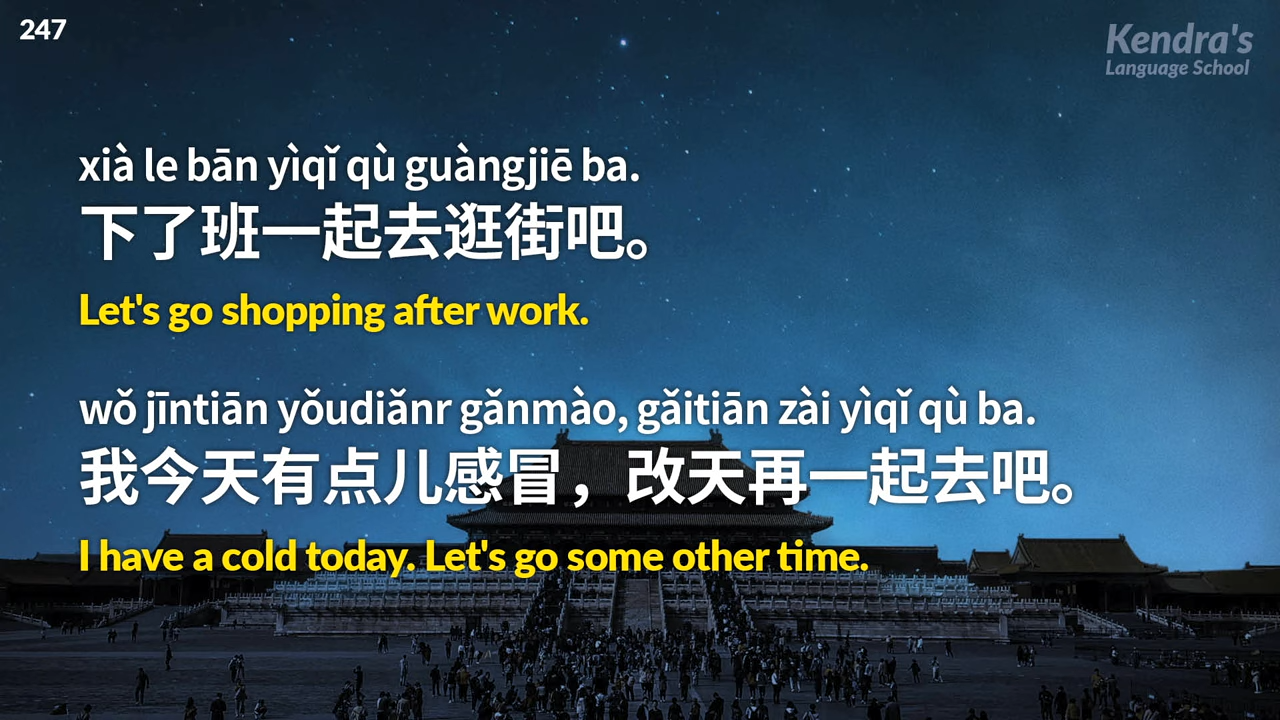 247
Kendra's
Language School
xià le bān yìqǐ qù guàngjiē ba.
下了班一起去逛街吧。
Let's go shopping after work.
wǒ jīntiān yǒudiǎnr gǎnmào, gǎitiān zài yìqǐ qù ba.
我今天有点儿感冒，改天再一起去吧。
I have a cold today. Let's go some other time.